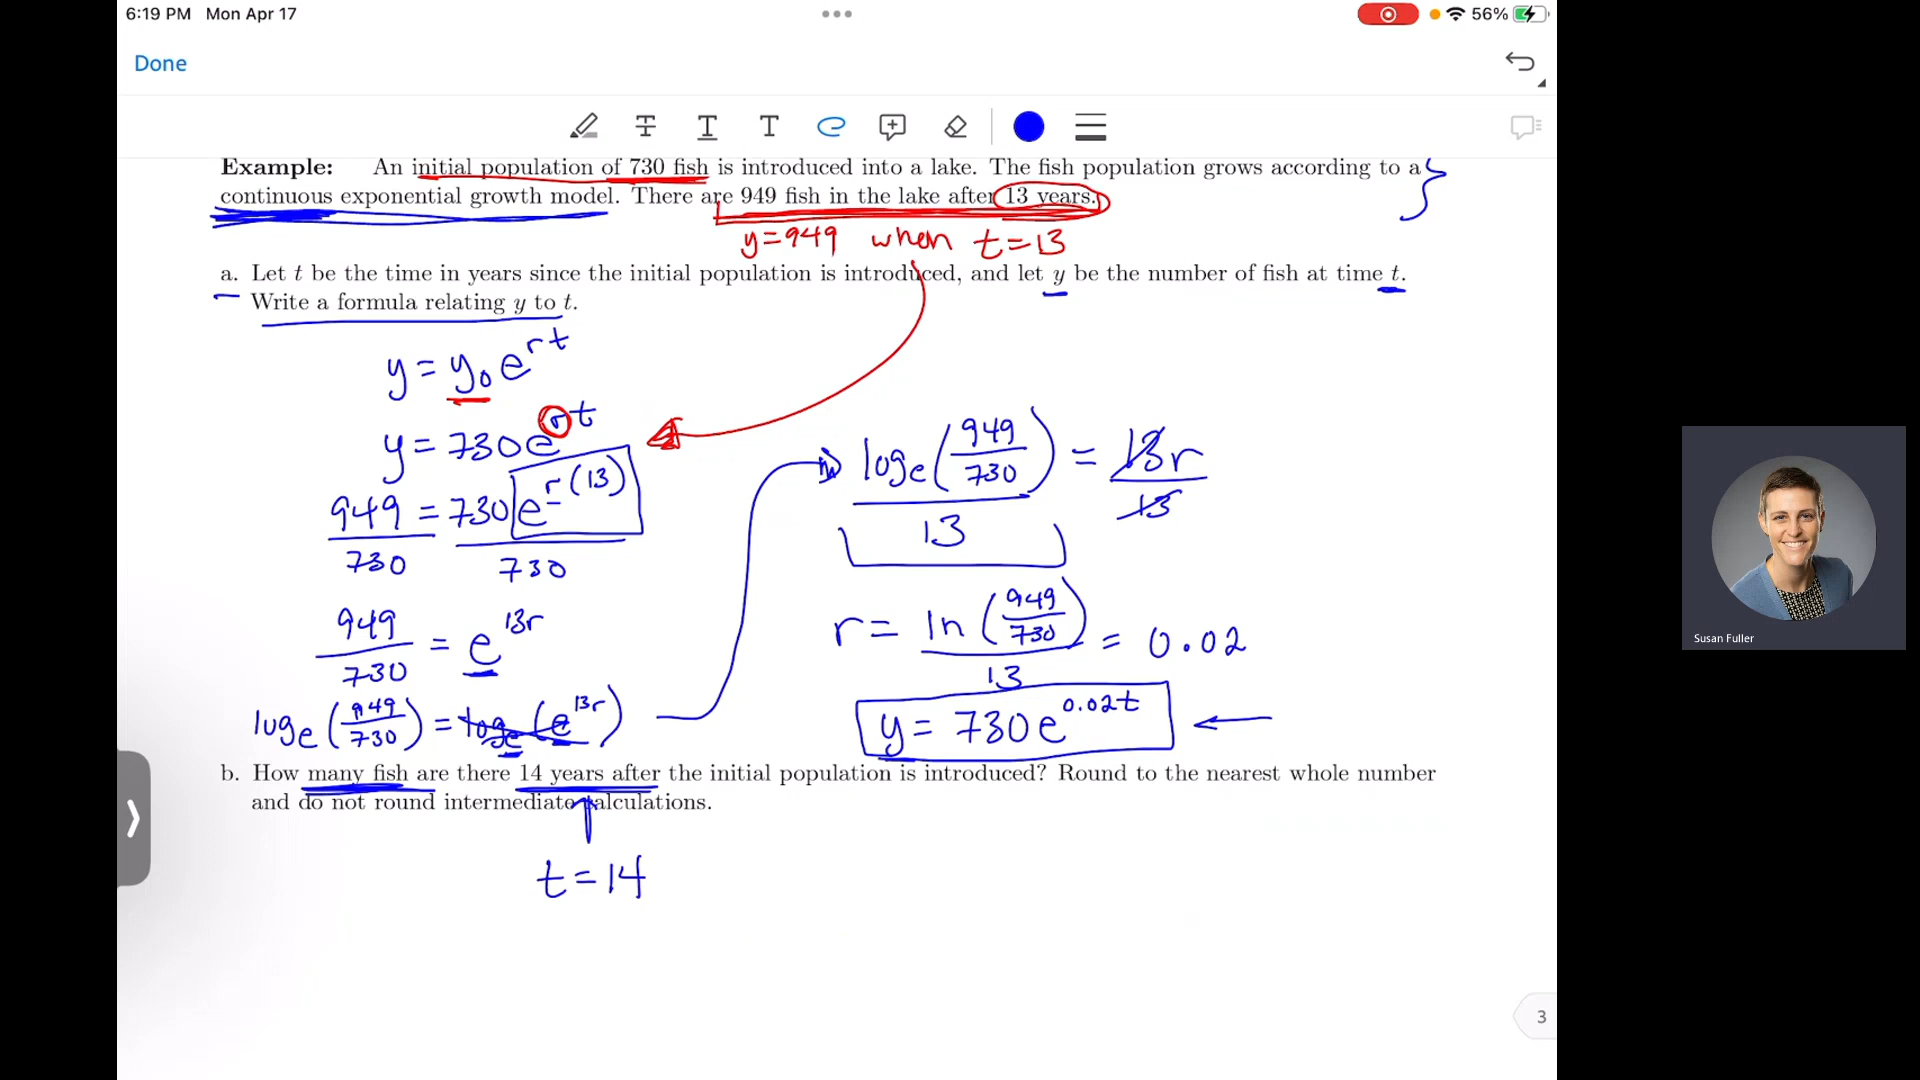 6:19 PM Mon Apr 17
56%
Done
Example: An initial population of 730 fish is introduced into a lake. The fish population grows according to a
continuous exponential growth model. There are 949 fish in the lake after 13 years.
y=949 when t=13
a. Let t be the time in years since the initial population is introduced, and let y be the number of fish at time t.
Write a formula relating y to t.
y = y₀e^(rt)
y = 730e^(rt)
949/730 = 730e^(r(13))/730
949/730 = e^(13r)
log_e(949/730) = log_e(e^(13r))
log_e(949/730)/13 = 13r/13
r = ln(949/730)/13 = 0.02
y = 730e^(0.02t)
b. How many fish are there 14 years after the initial population is introduced? Round to the nearest whole number
and do not round intermediate calculations.
t=14
3
Susan Fuller